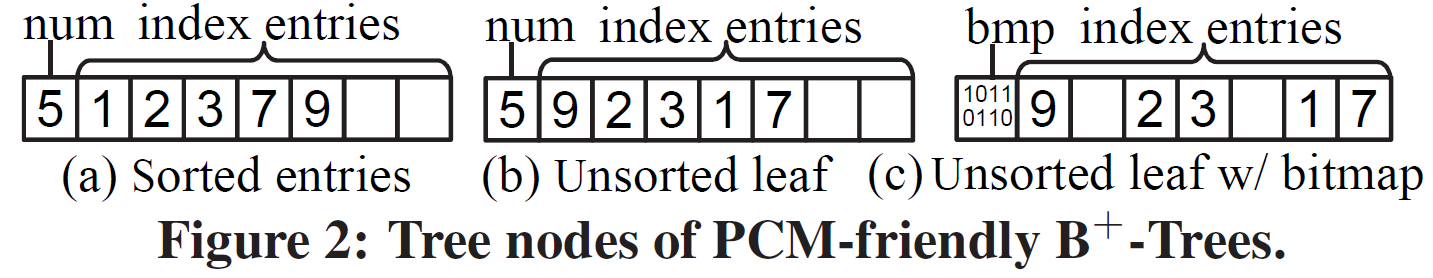 num index entries
5 1 2 3 7 9
(a) Sorted entries
num index entries
5 9 2 3 1 7
(b) Unsorted leaf
bmp index entries
1011
0110
9 2 3 1 7
(c) Unsorted leaf w/ bitmap
Figure 2: Tree nodes of PCM-friendly B⁺-Trees.